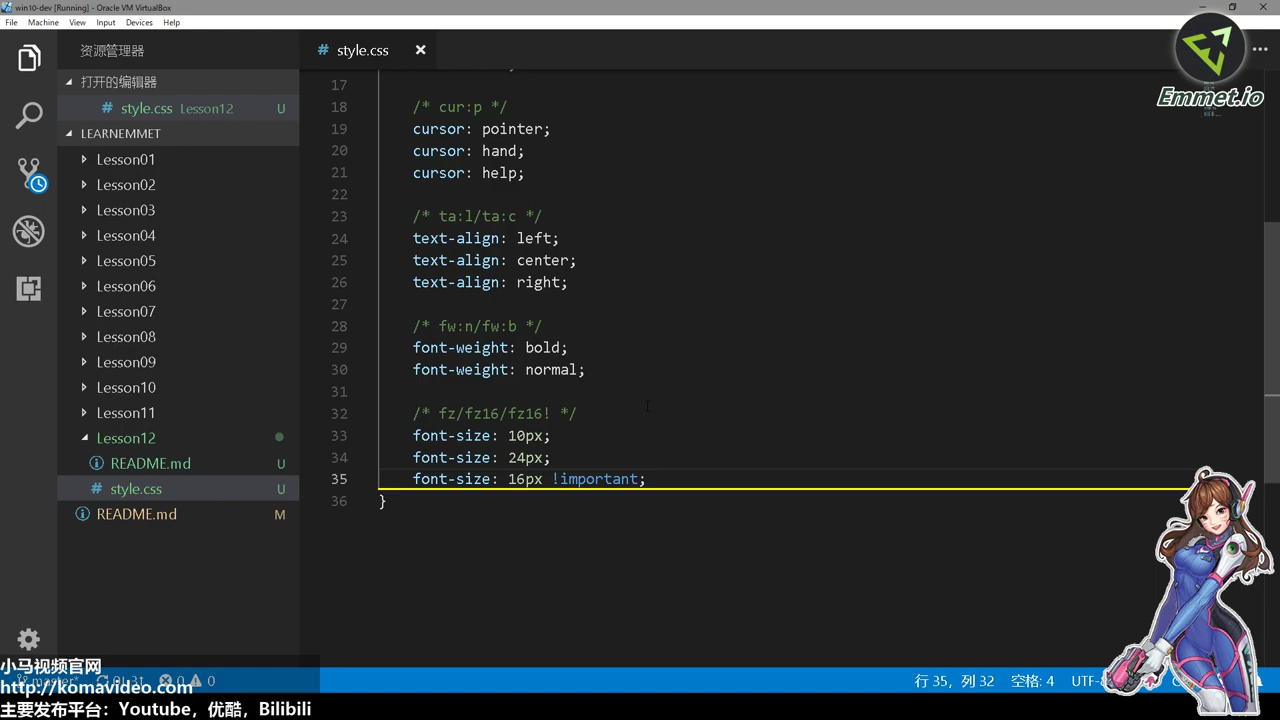 win10-dev [Running] - Oracle VM VirtualBox
File Machine View Input Devices Help
资源管理器
# style.css
打开的编辑器
# style.css Lesson12 U
LEARNEMMET
Lesson01
Lesson02
Lesson03
Lesson04
Lesson05
Lesson06
Lesson07
Lesson08
Lesson09
Lesson10
Lesson11
Lesson12
README.md U
# style.css U
README.md M
17
18 /* cur:p */
19 cursor: pointer;
20 cursor: hand;
21 cursor: help;
22
23 /* ta:l/ta:c */
24 text-align: left;
25 text-align: center;
26 text-align: right;
27
28 /* fw:n/fw:b */
29 font-weight: bold;
30 font-weight: normal;
31
32 /* fz/fz16/fz16! */
33 font-size: 10px;
34 font-size: 24px;
35 font-size: 16px !important;
36 }
Emmet.io
小马视频官网
master* 0 0
http://komavideo.com
主要发布平台：Youtube，优酷，Bilibili
行 35，列 32 空格: 4